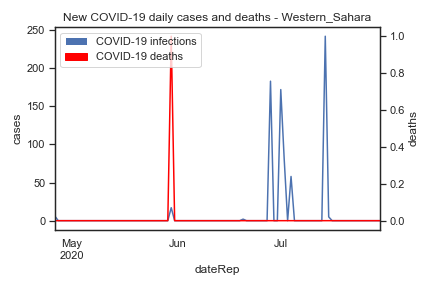 New COVID-19 daily cases and deaths - Western_Sahara
COVID-19 infections
COVID-19 deaths
250
200
150
100
50
0
cases
1.0
0.8
0.6
0.4
0.2
0.0
deaths
May
2020
Jun
Jul
dateRep